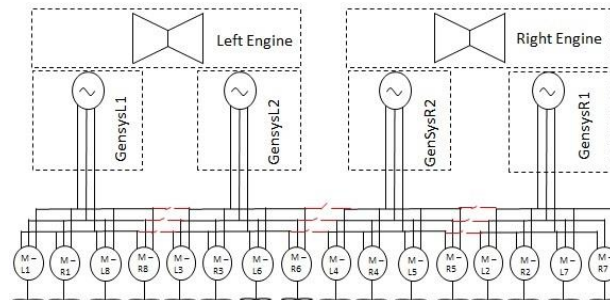 Left Engine
Right Engine
GensysL1
GensysL2
GenSysR2
GensysR1
M – L1
M – R1
M – L8
M – R8
M – L3
M – R3
M – L6
M – R6
M – L4
M – R4
M – L5
M – R5
M – L2
M – R2
M – L7
M – R7